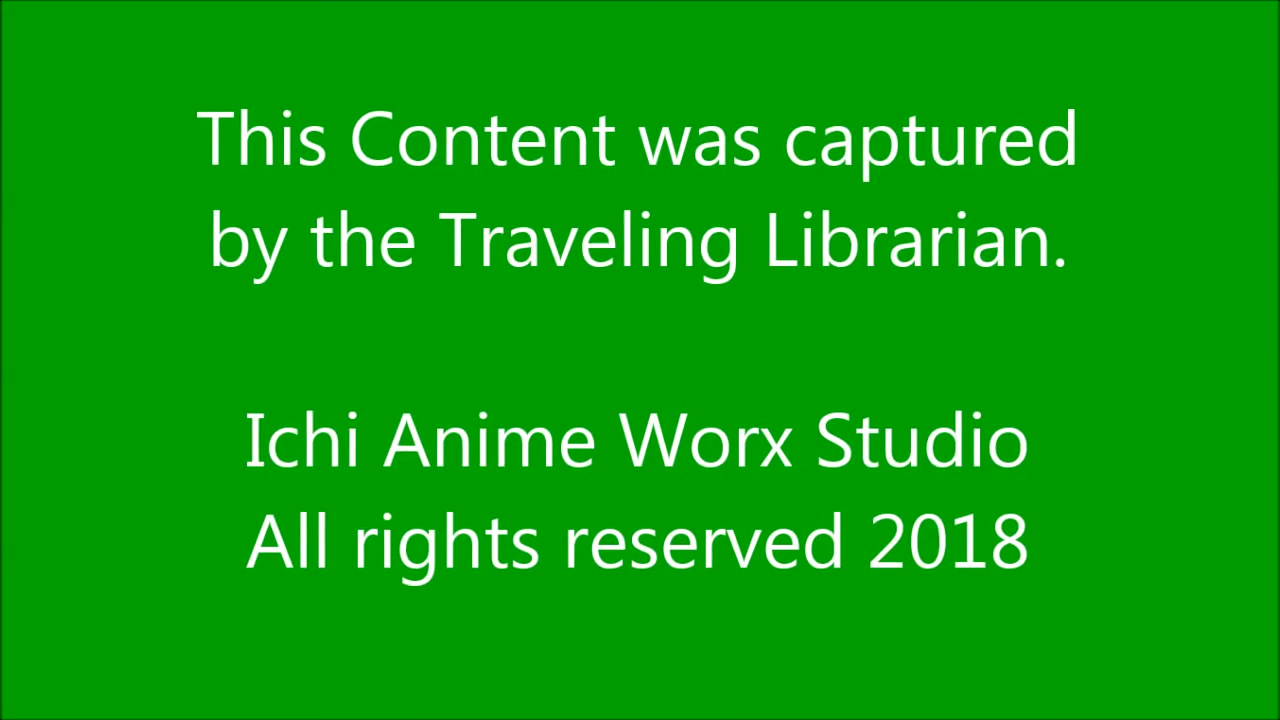 This Content was captured
by the Traveling Librarian.
Ichi Anime Worx Studio
All rights reserved 2018